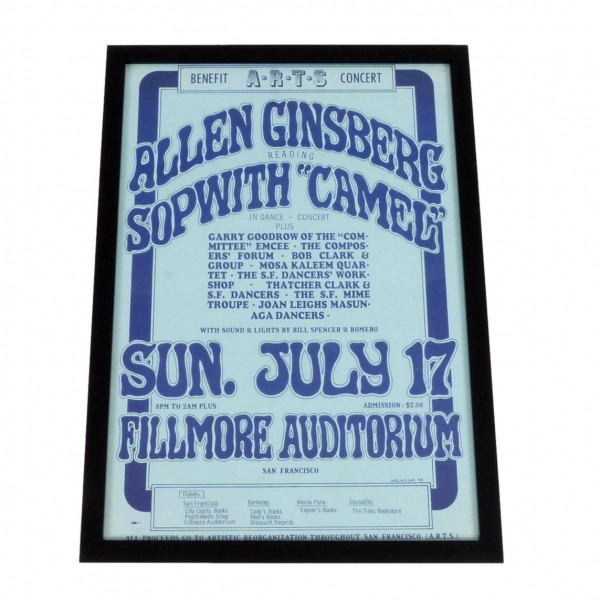 BENEFIT A·R·T·S CONCERT
ALLEN GINSBERG
READING
SOPWITH "CAMEL"
IN DANCE - CONCERT
PLUS
GARRY GOODROW OF THE "COM-
MITTEE" EMCEE · THE COMPOS-
ERS' FORUM · BOB CLARK &
GROUP · MOSA KALEEM QUAR-
TET · THE S.F. DANCERS' WORK-
SHOP · THATCHER CLARK &
S.F. DANCERS · THE S.F. MIME
TROUPE · JOAN LEIGHS MASUN-
AGA DANCERS ·
WITH SOUND & LIGHTS BY BILL SPENCER & ROMERO
SUN. JULY 17
8PM TO 2AM PLUS ADMISSION: $2.50
FILLMORE AUDITORIUM
SAN FRANCISCO
Tickets:
San Francisco
City Lights Books
Psychedelic Shop
Fillmore Auditorium
Berkeley:
Cody's Books
Moe's Books
Discount Records
Menlo Park:
Kepler's Books
Sausalito:
The Tides Bookstore
ALL PROCEEDS GO TO ARTISTIC REORGANIZATION THROUGHOUT SAN FRANCISCO (A.R.T.S.)